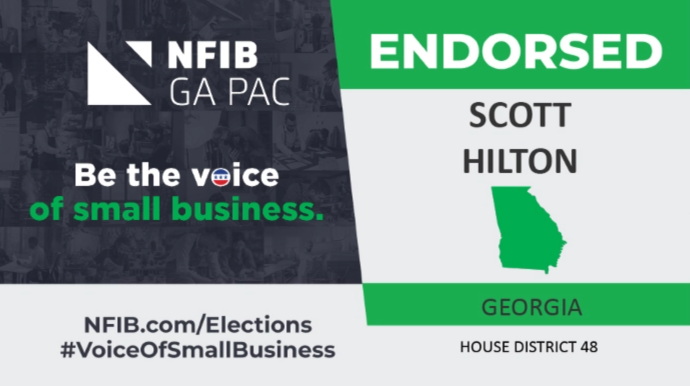 NFIB
GA PAC
Be the voice
of small business.
NFIB.com/Elections
#VoiceOfSmallBusiness
ENDORSED
SCOTT
HILTON
GEORGIA
HOUSE DISTRICT 48